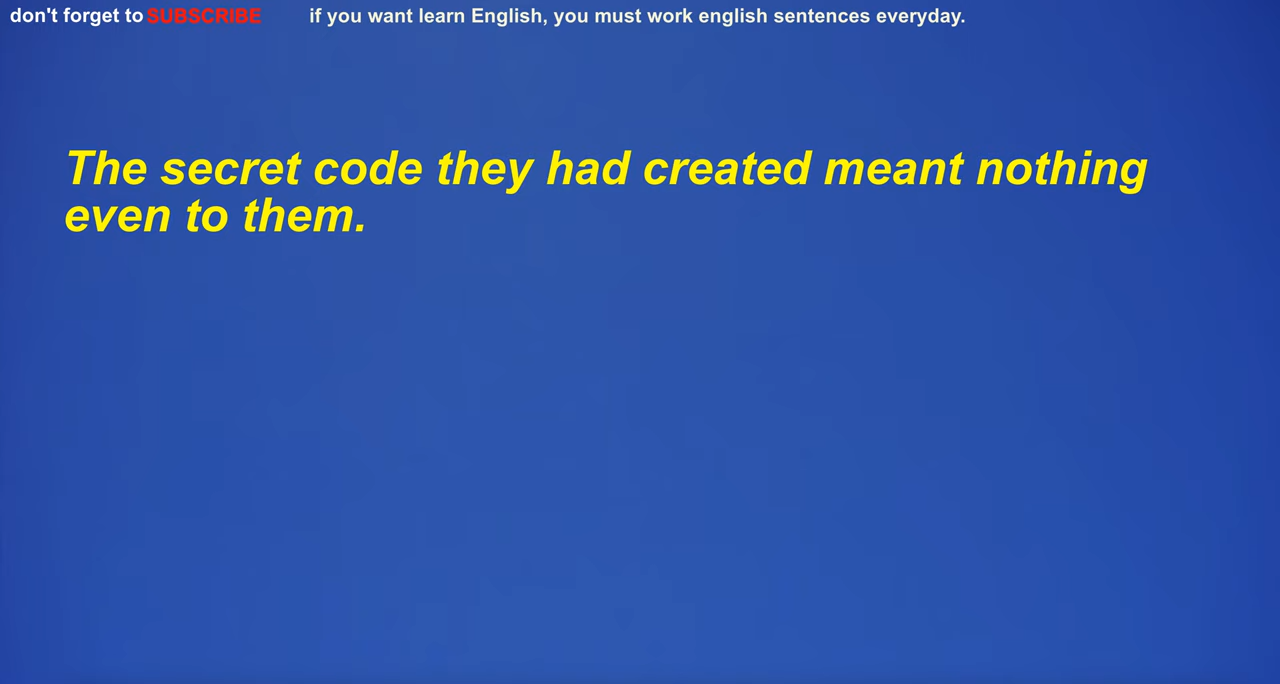 don't forget to SUBSCRIBE if you want learn English, you must work english sentences everyday.
The secret code they had created meant nothing
even to them.